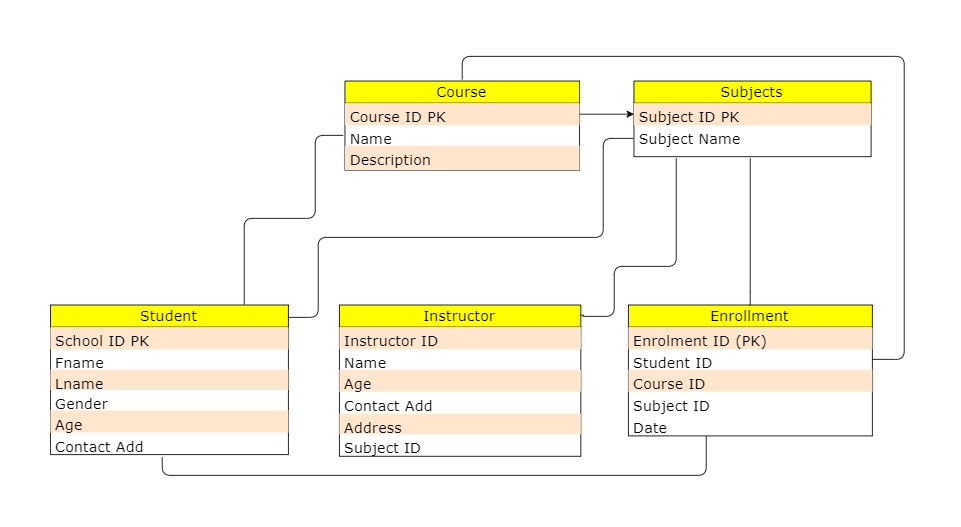 Course
Course ID PK
Name
Description
Subjects
Subject ID PK
Subject Name
Student
School ID PK
Fname
Lname
Gender
Age
Contact Add
Instructor
Instructor ID
Name
Age
Contact Add
Address
Subject ID
Enrollment
Enrolment ID (PK)
Student ID
Course ID
Subject ID
Date